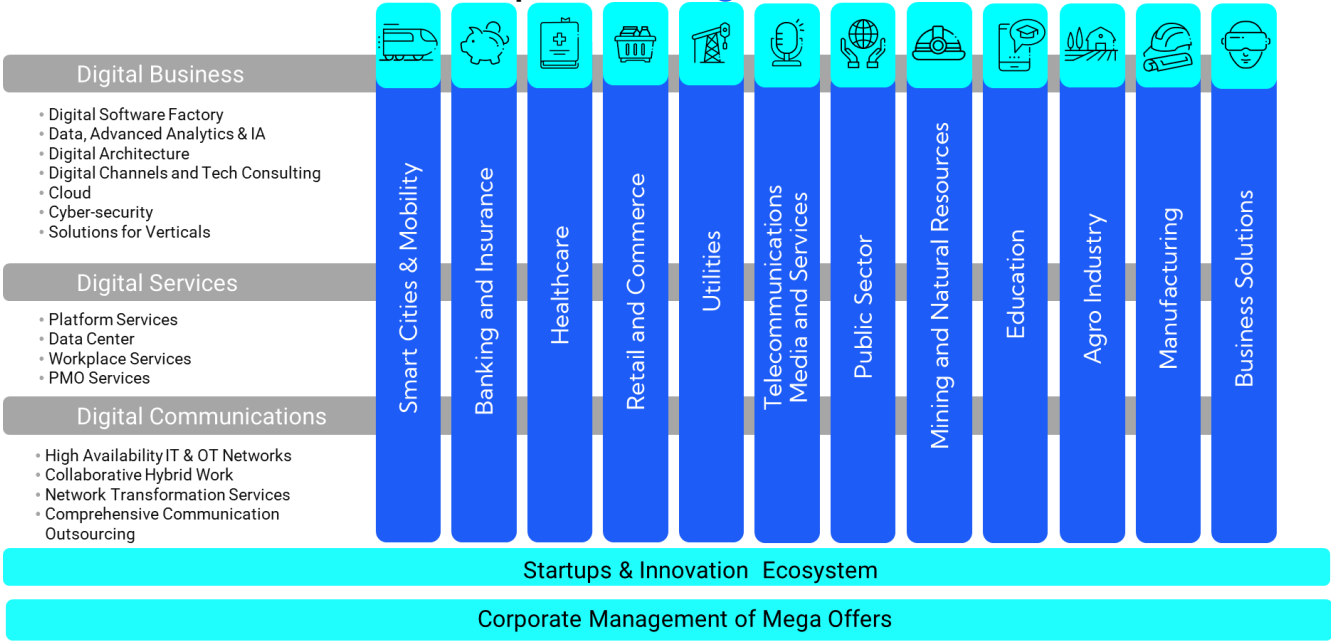 Digital Business
• Digital Software Factory
• Data, Advanced Analytics & IA
• Digital Architecture
• Digital Channels and Tech Consulting
• Cloud
• Cyber-security
• Solutions for Verticals
Digital Services
• Platform Services
• Data Center
• Workplace Services
• PMO Services
Digital Communications
• High Availability IT & OT Networks
• Collaborative Hybrid Work
• Network Transformation Services
• Comprehensive Communication
Outsourcing
Smart Cities & Mobility
Banking and Insurance
Healthcare
Retail and Commerce
Utilities
Telecommunications
Media and Services
Public Sector
Mining and Natural Resources
Education
Agro Industry
Manufacturing
Business Solutions
Startups & Innovation Ecosystem
Corporate Management of Mega Offers